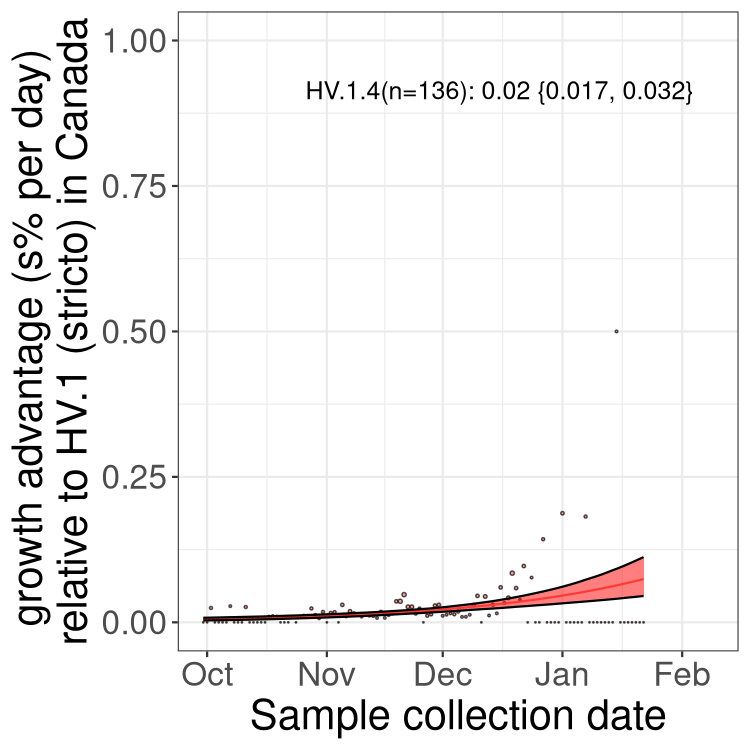 growth advantage (s% per day)
relative to HV.1 (stricto) in Canada
HV.1.4(n=136): 0.02 {0.017, 0.032}
1.00
0.75
0.50
0.25
0.00
Oct Nov Dec Jan Feb
Sample collection date